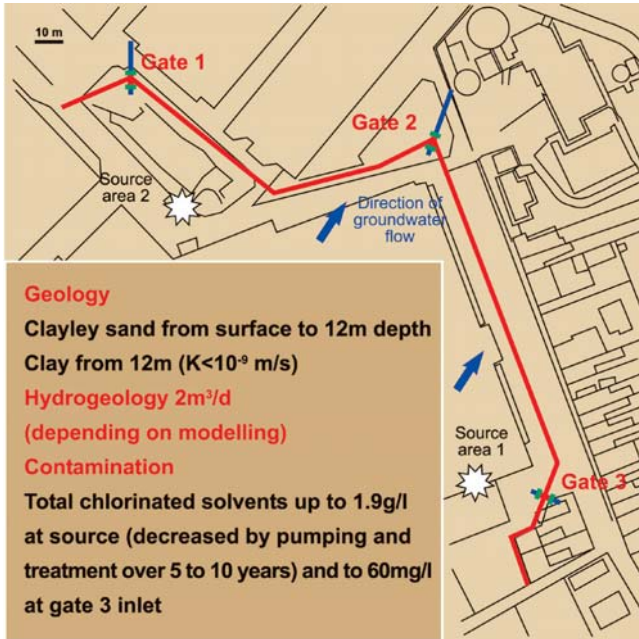 10 m
Gate 1
Gate 2
Source
area 2
Direction of
groundwater
flow
Geology
Clayley sand from surface to 12m depth
Clay from 12m (K<10⁻⁹ m/s)
Hydrogeology 2m³/d
(depending on modelling)
Contamination
Total chlorinated solvents up to 1.9g/l
at source (decreased by pumping and
treatment over 5 to 10 years) and to 60mg/l
at gate 3 inlet
Source
area 1
Gate 3